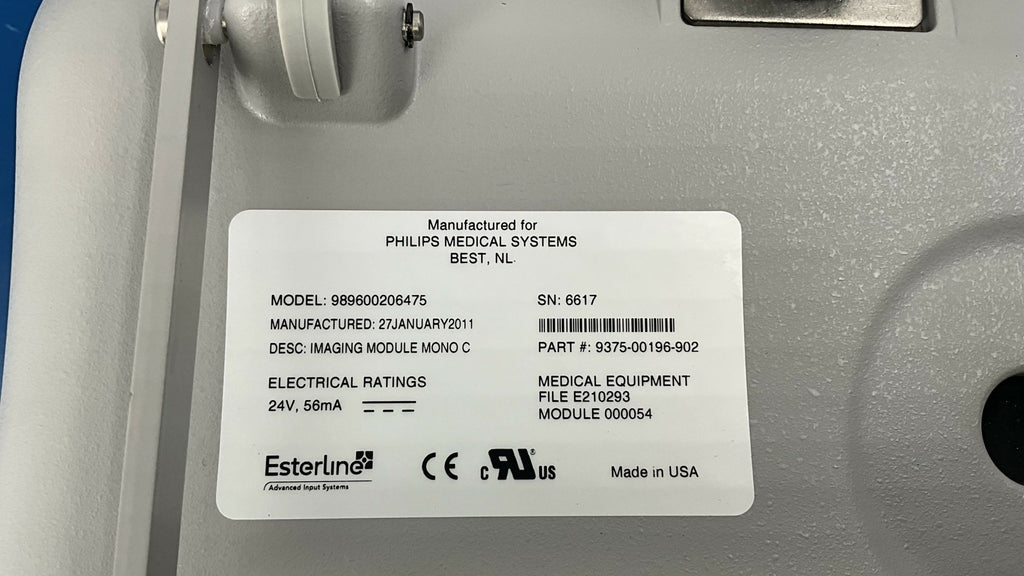 Manufactured for
PHILIPS MEDICAL SYSTEMS
BEST, NL.
MODEL: 989600206475
SN: 6617
MANUFACTURED: 27JANUARY2011
DESC: IMAGING MODULE MONO C
PART #: 9375-00196-902
ELECTRICAL RATINGS
24V, 56mA
MEDICAL EQUIPMENT
FILE E210293
MODULE 000054
Esterline
Advanced Input Systems
CE
c RU® US
Made in USA